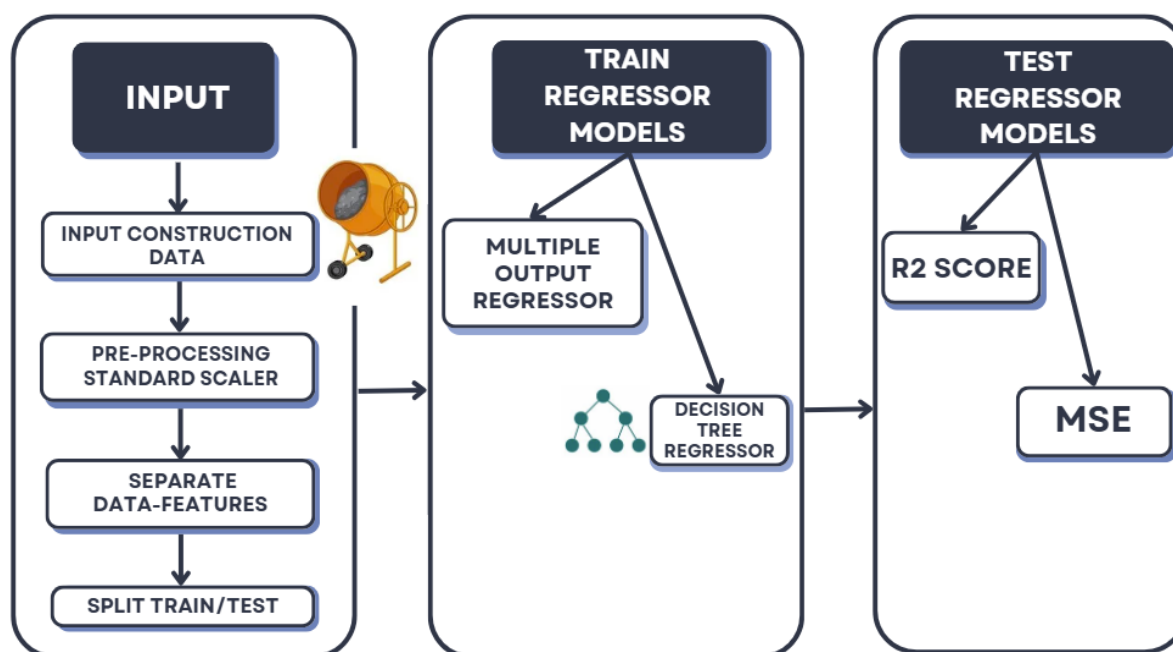 INPUT
INPUT CONSTRUCTION
DATA
PRE-PROCESSING
STANDARD SCALER
SEPARATE
DATA-FEATURES
SPLIT TRAIN/TEST
TRAIN
REGRESSOR
MODELS
MULTIPLE
OUTPUT
REGRESSOR
DECISION
TREE
REGRESSOR
TEST
REGRESSOR
MODELS
R2 SCORE
MSE